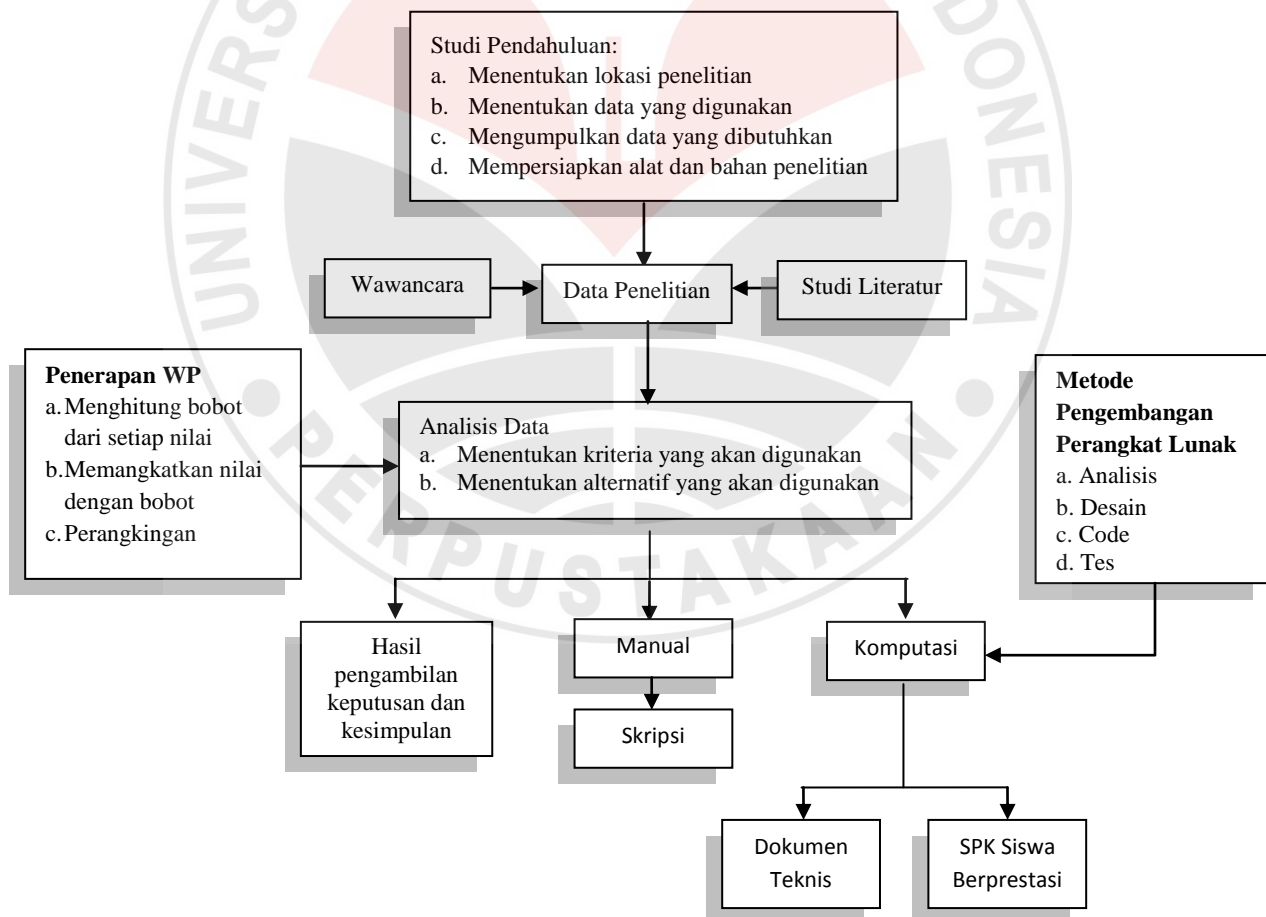 UNIVERS
DONESIA
PERPUSTAKAAN
Studi Pendahuluan:
a. Menentukan lokasi penelitian
b. Menentukan data yang digunakan
c. Mengumpulkan data yang dibutuhkan
d. Mempersiapkan alat dan bahan penelitian
Wawancara
Data Penelitian
Studi Literatur
Penerapan WP
a. Menghitung bobot
dari setiap nilai
b. Memangkatkan nilai
dengan bobot
c. Perangkingan
Analisis Data
a. Menentukan kriteria yang akan digunakan
b. Menentukan alternatif yang akan digunakan
Metode
Pengembangan
Perangkat Lunak
a. Analisis
b. Desain
c. Code
d. Tes
Hasil
pengambilan
keputusan dan
kesimpulan
Manual
Komputasi
Skripsi
Dokumen
Teknis
SPK Siswa
Berprestasi